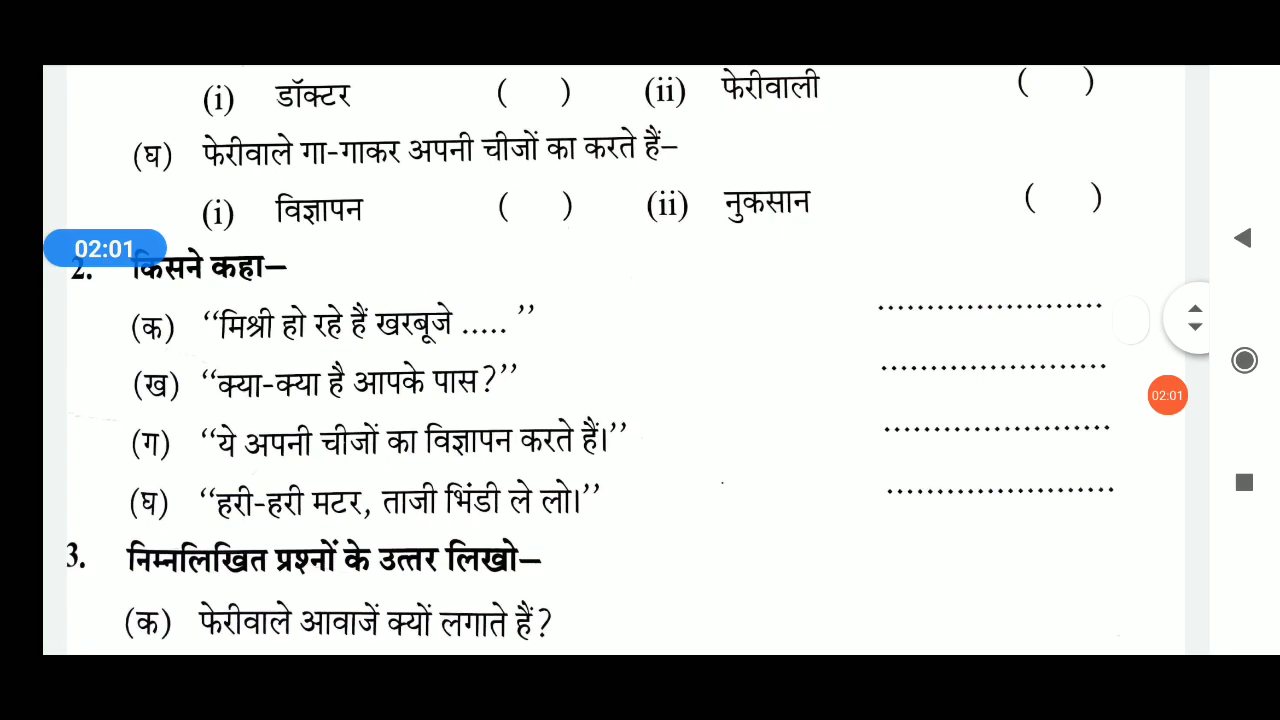 (i) डॉक्टर ( ) (ii) फेरीवाली ( )
(घ) फेरीवाले गा-गाकर अपनी चीजों का करते हैं–
(i) विज्ञापन ( ) (ii) नुकसान ( )
02:01
2. किसने कहा–
(क) ‘‘मिश्री हो रहे हैं खरबूजे ..... ’’ ......................
(ख) ‘‘क्या-क्या है आपके पास?’’ ......................
02:01
(ग) ‘‘ये अपनी चीजों का विज्ञापन करते हैं।’’ ......................
(घ) ‘‘हरी-हरी मटर, ताजी भिंडी ले लो।’’ ......................
3. निम्नलिखित प्रश्नों के उत्तर लिखो–
(क) फेरीवाले आवाजें क्यों लगाते हैं?